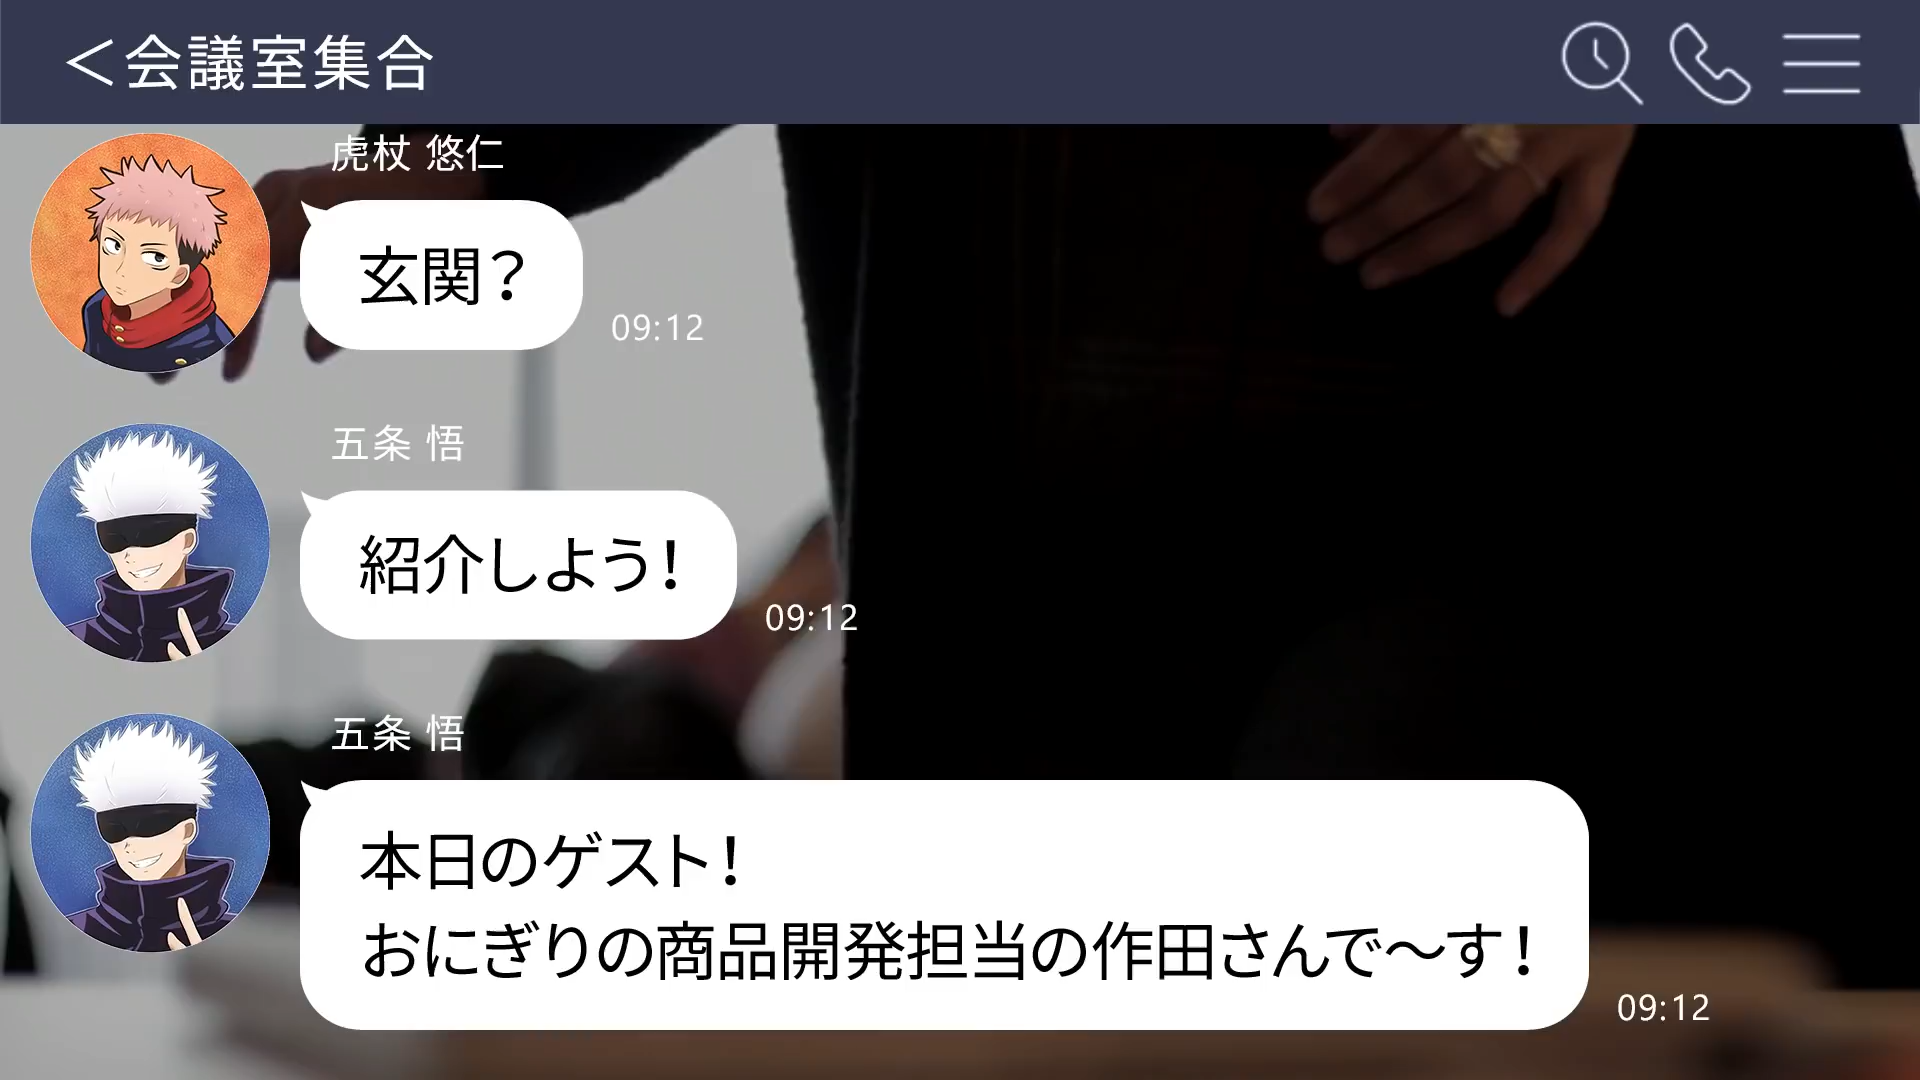 ＜会議室集合
虎杖 悠仁
玄関？
09:12
五条 悟
紹介しよう！
09:12
五条 悟
本日のゲスト！
おにぎりの商品開発担当の作田さんで～す！
09:12